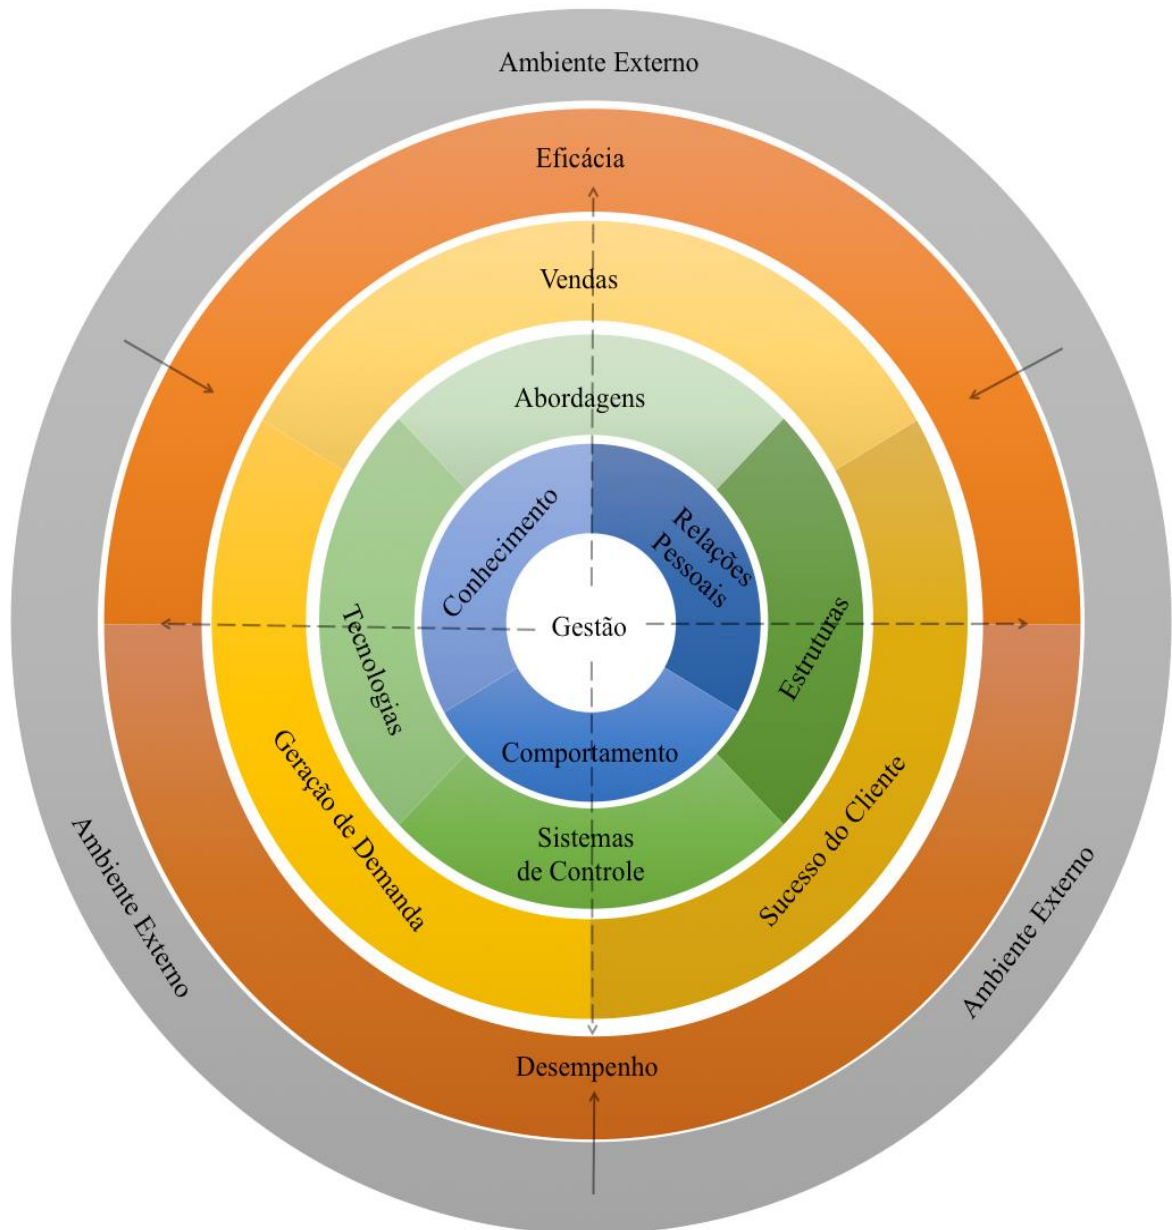 Ambiente Externo
Eficácia
Vendas
Abordagens
Conhecimento
Relações
Pessoais
Gestão
Tecnologias
Estruturas
Comportamento
Geração de Demanda
Sistemas
de Controle
Sucesso do Cliente
Ambiente Externo
Ambiente Externo
Desempenho